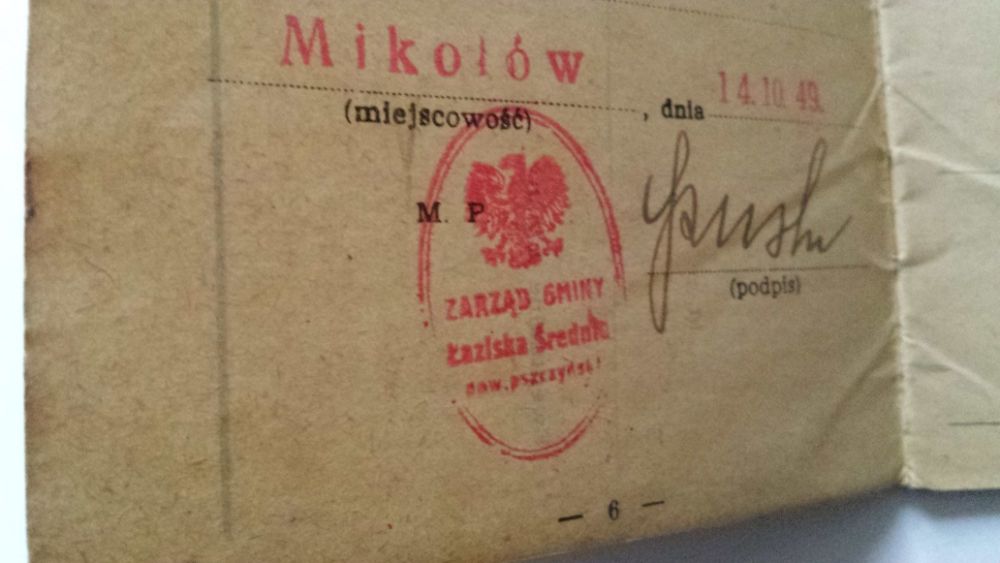 Mikołów
, dnia 14.10.49.
(miejscowość)
M. P
(podpis)
ZARZĄD GMINY
Łaziska Średnie
pow. pszczyński
— 6 —